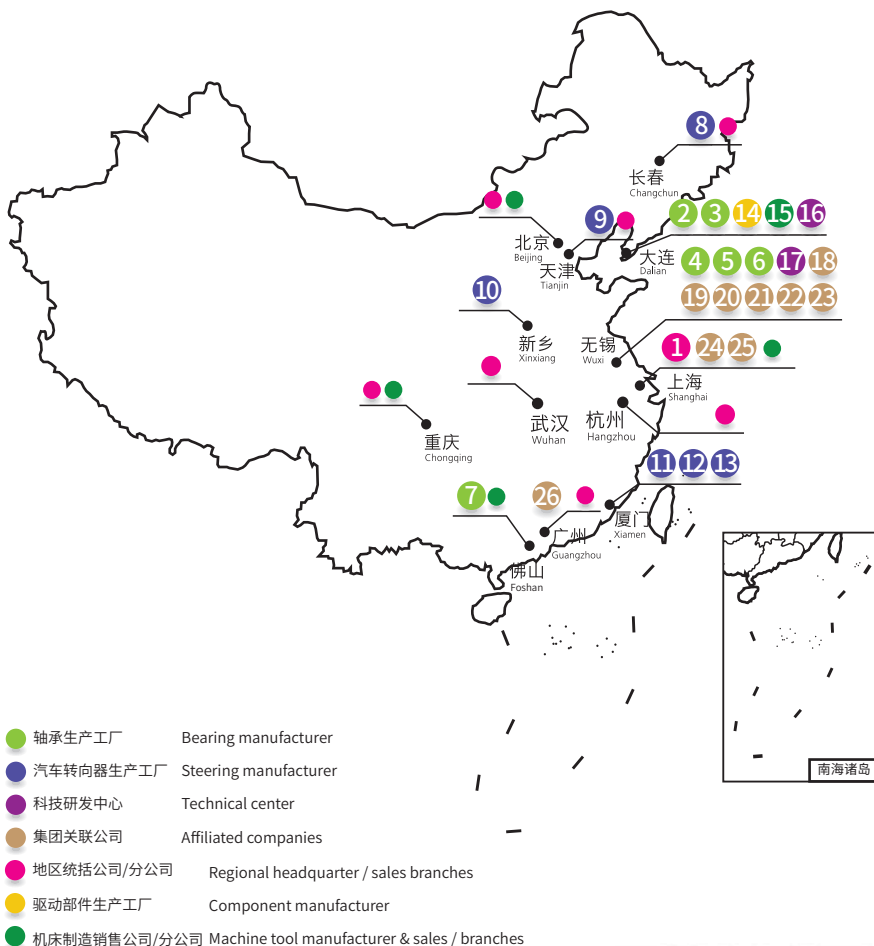 8
长春
Changchun
2 3 14 15 16
9
北京
Beijing
天津
Tianjin
大连
Dalian
4 5 6 17 18
19 20 21 22 23
10
新乡
Xinxiang
无锡
Wuxi
1 24 25
上海
Shanghai
武汉
Wuhan
杭州
Hangzhou
重庆
Chongqing
11 12 13
7
26
厦门
Xiamen
广州
Guangzhou
佛山
Foshan
南海诸岛
轴承生产工厂 Bearing manufacturer
汽车转向器生产工厂 Steering manufacturer
科技研发中心 Technical center
集团关联公司 Affiliated companies
地区统括公司/分公司 Regional headquarter / sales branches
驱动部件生产工厂 Component manufacturer
机床制造销售公司/分公司 Machine tool manufacturer & sales / branches